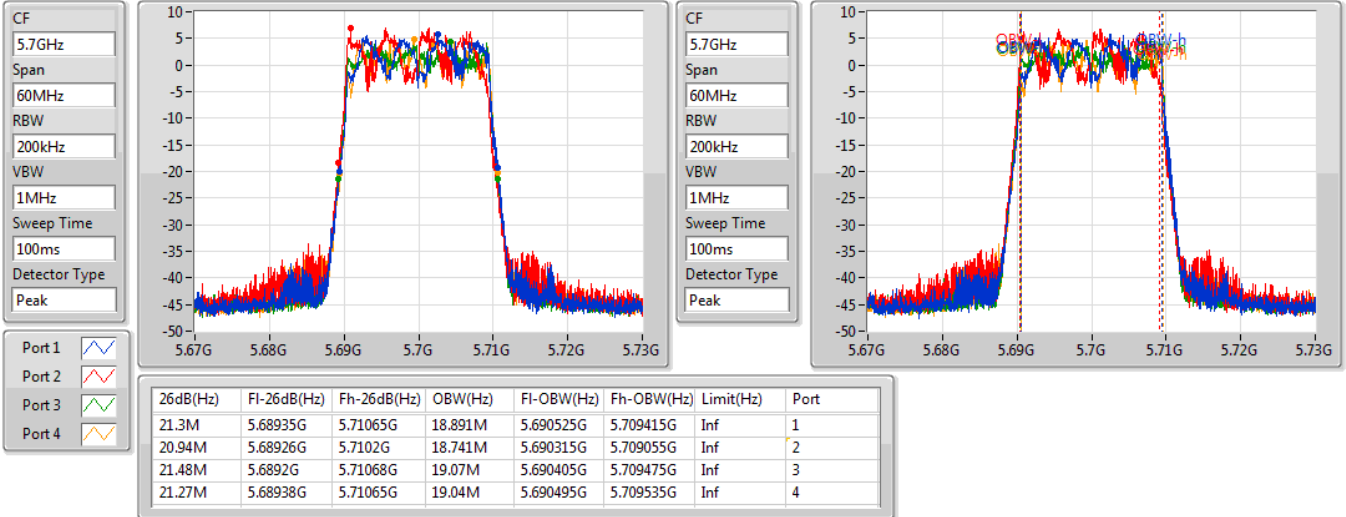 CF
5.7GHz
Span
60MHz
RBW
200kHz
VBW
1MHz
Sweep Time
100ms
Detector Type
Peak
10
5
0
-5
-10
-15
-20
-25
-30
-35
-40
-45
-50
5.67G 5.68G 5.69G 5.7G 5.71G 5.72G 5.73G
CF
5.7GHz
Span
60MHz
RBW
200kHz
VBW
1MHz
Sweep Time
100ms
Detector Type
Peak
10
5
0
-5
-10
-15
-20
-25
-30
-35
-40
-45
-50
5.67G 5.68G 5.69G 5.7G 5.71G 5.72G 5.73G
OBW-h
Port 1
Port 2
Port 3
Port 4
26dB(Hz) Fl-26dB(Hz) Fh-26dB(Hz) OBW(Hz) Fl-OBW(Hz) Fh-OBW(Hz) Limit(Hz) Port
21.3M 5.68935G 5.71065G 18.891M 5.690525G 5.709415G Inf 1
20.94M 5.68926G 5.7102G 18.741M 5.690315G 5.709055G Inf 2
21.48M 5.6892G 5.71068G 19.07M 5.690405G 5.709475G Inf 3
21.27M 5.68938G 5.71065G 19.04M 5.690495G 5.709535G Inf 4